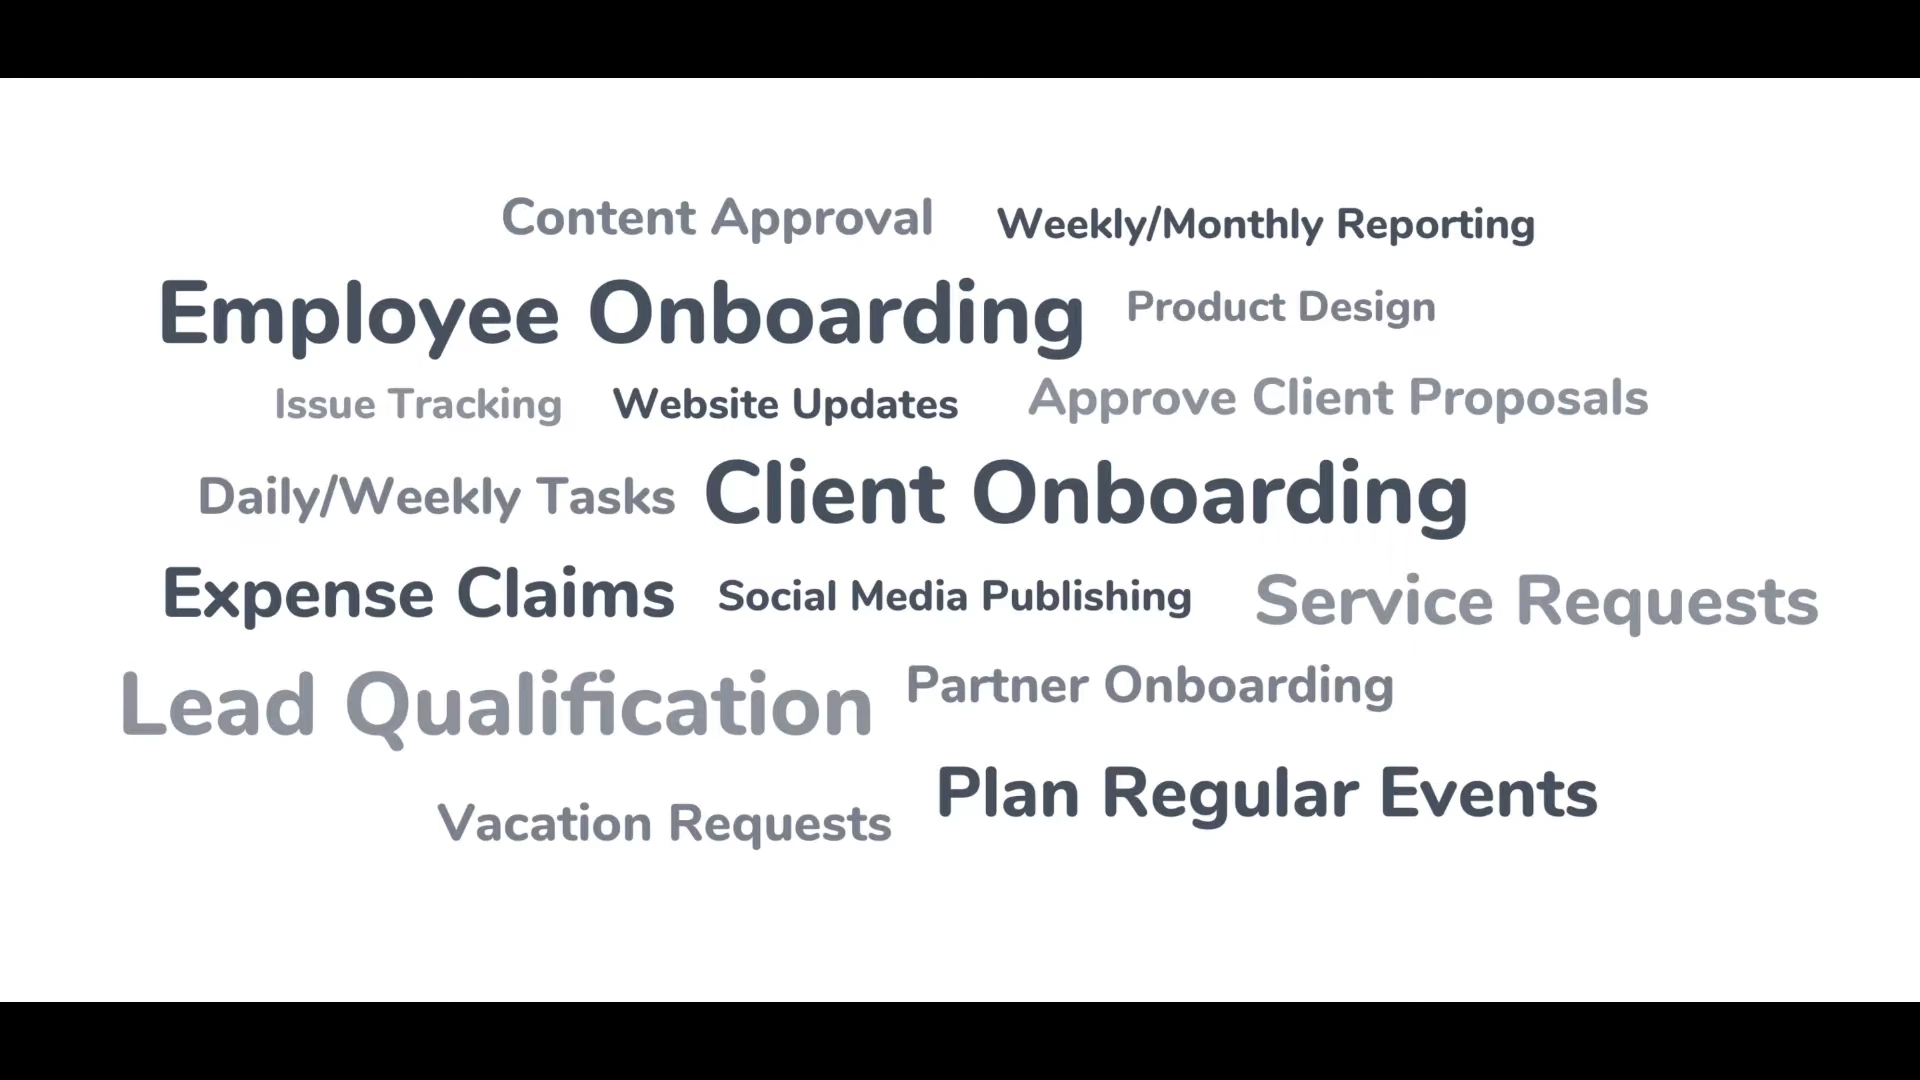 Content Approval Weekly/Monthly Reporting
Employee Onboarding Product Design
Issue Tracking Website Updates Approve Client Proposals
Daily/Weekly Tasks Client Onboarding
Expense Claims Social Media Publishing Service Requests
Lead Qualification Partner Onboarding
Vacation Requests Plan Regular Events